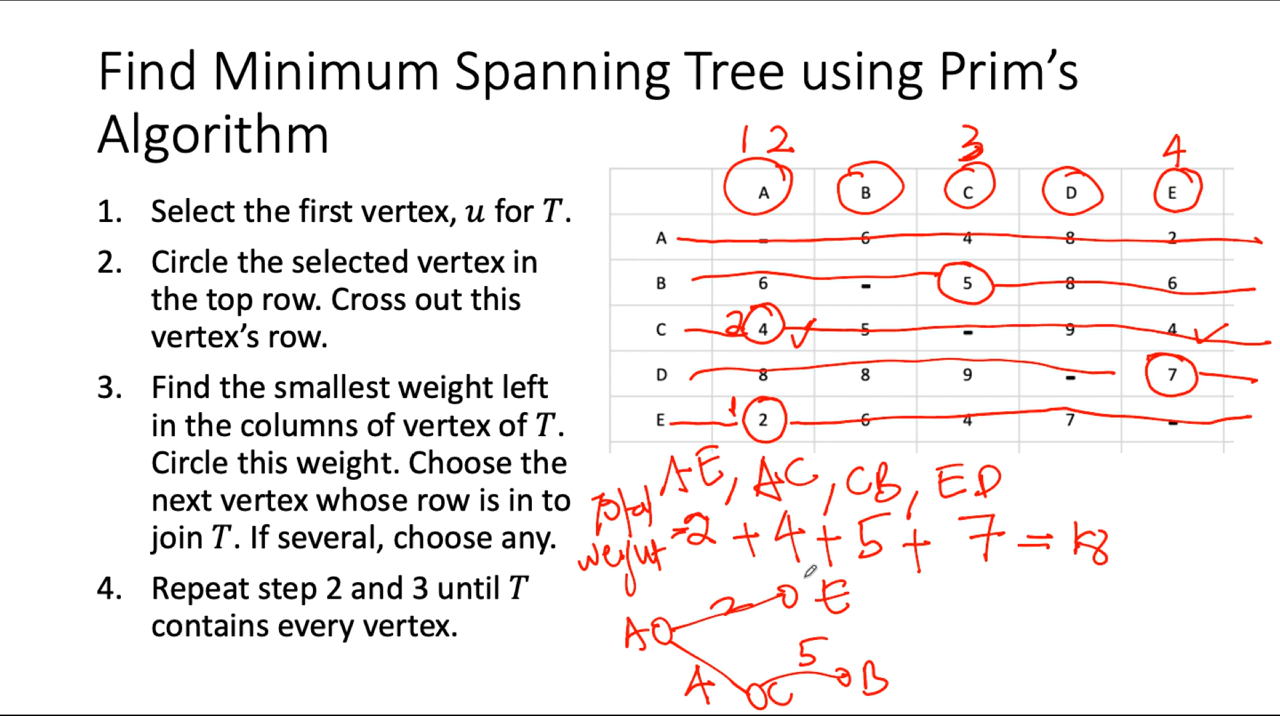 Find Minimum Spanning Tree using Prim's
Algorithm
1. Select the first vertex, u for T.
2. Circle the selected vertex in
the top row. Cross out this
vertex's row.
3. Find the smallest weight left
in the columns of vertex of T.
Circle this weight. Choose the
next vertex whose row is in to
join T. If several, choose any.
4. Repeat step 2 and 3 until T
contains every vertex.
1 2 3 4
A B C D E
A - 6 4 8 2
B 6 - 5 8 6
C 2 4 5 - 9 4
D 8 8 9 - 7
E 1 2 6 4 7 -
AE, AC, CB, ED
Total
weight = 2 + 4 + 5 + 7 = 18
2 E
A
5
4 C B